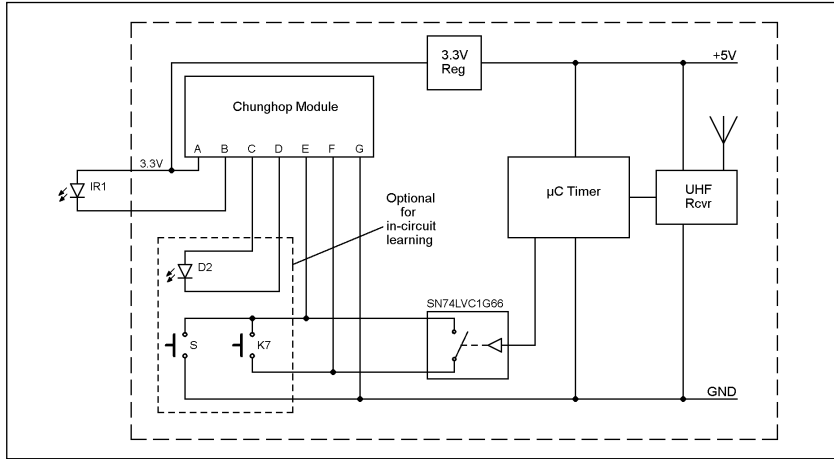 3.3V
Reg
+5V
Chunghop Module
A B C D E F G
3.3V
IR1
Optional
for
in-circuit
learning
µC Timer
UHF
Rcvr
D2
SN74LVC1G66
S
K7
GND